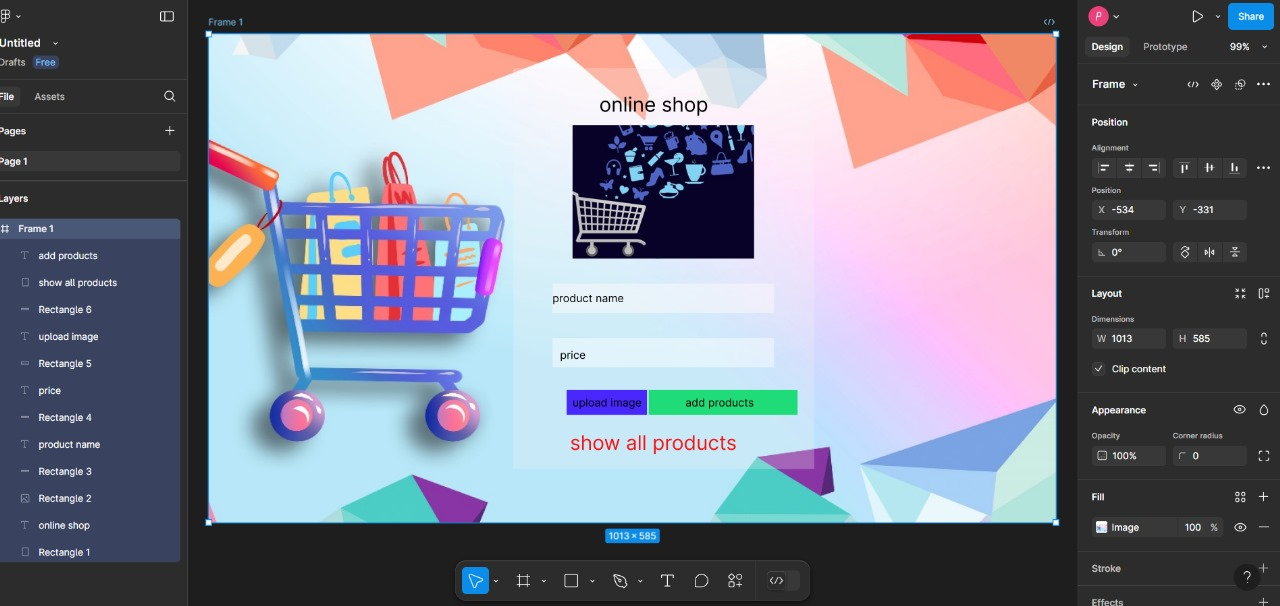 Untitled
Drafts Free
File Assets
Pages
Page 1
Layers
Frame 1
add products
show all products
Rectangle 6
upload image
Rectangle 5
price
Rectangle 4
product name
Rectangle 3
Rectangle 2
online shop
Rectangle 1
Frame 1
online shop
product name
price
upload image add products
show all products
1013 × 585
P Share
Design Prototype 99%
Frame
Position
Alignment
Position
X -534 Y -331
Transform
0°
Layout
Dimensions
W 1013 H 585
Clip content
Appearance
Opacity Corner radius
100% 0
Fill
Image 100 %
Stroke
Effects
?